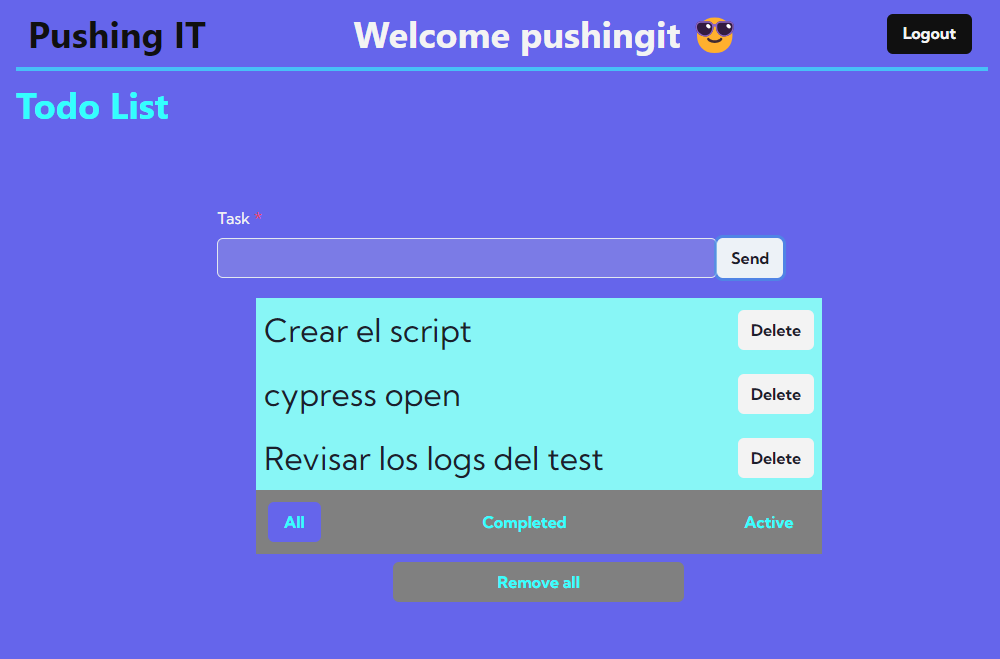 Pushing IT
Welcome pushingit 😎
Logout
Todo List
Task *
Send
Crear el script
Delete
cypress open
Delete
Revisar los logs del test
Delete
All
Completed
Active
Remove all